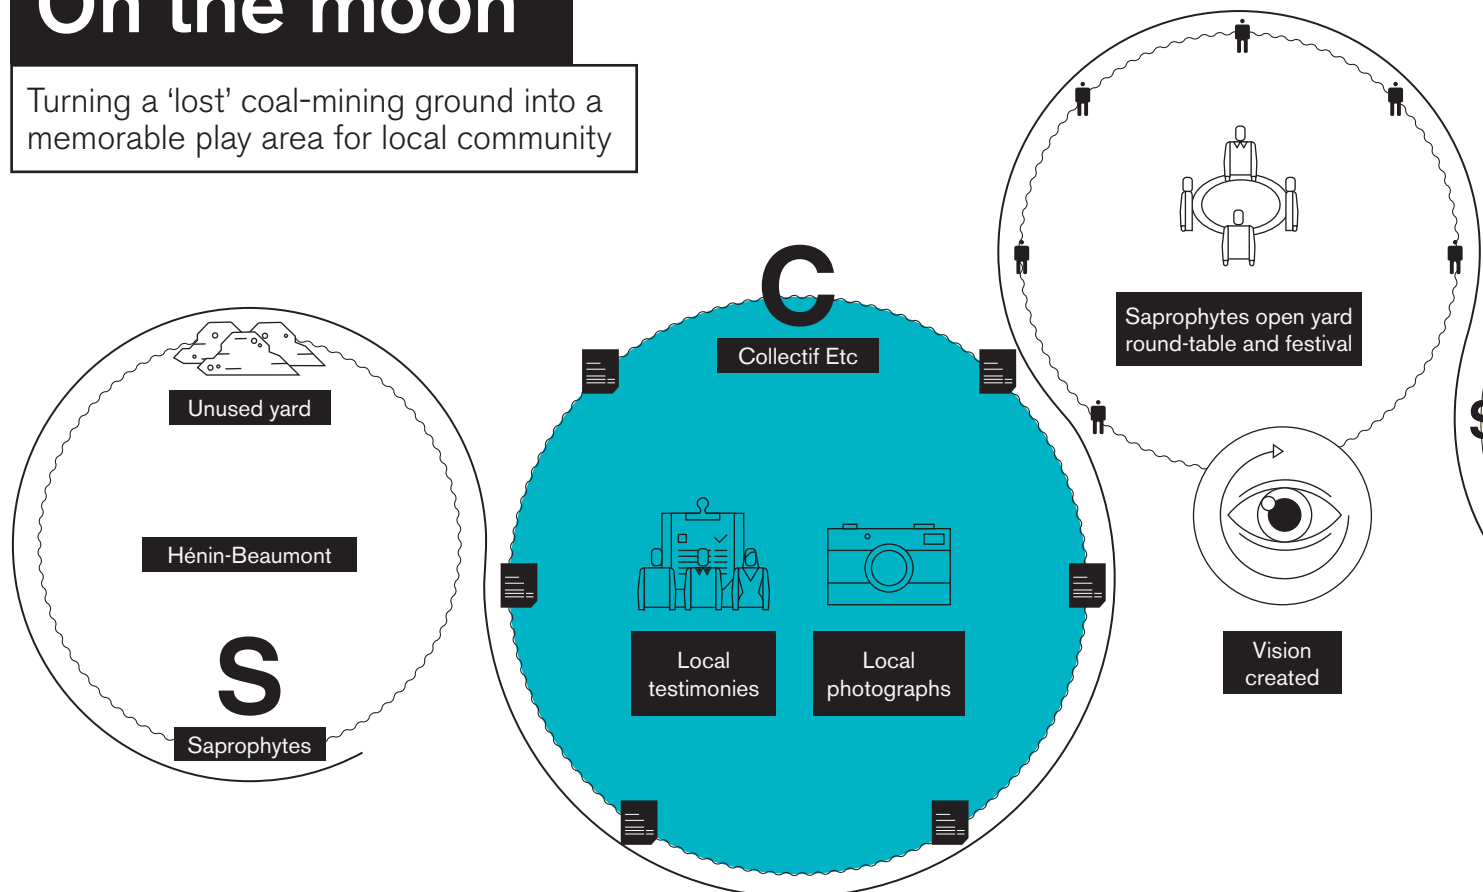 On the moon
Turning a ‘lost’ coal-mining ground into a
memorable play area for local community
Unused yard
Hénin-Beaumont
S
Saprophytes
C
Collectif Etc
Local
testimonies
Local
photographs
Saprophytes open yard
round-table and festival
Vision
created
S